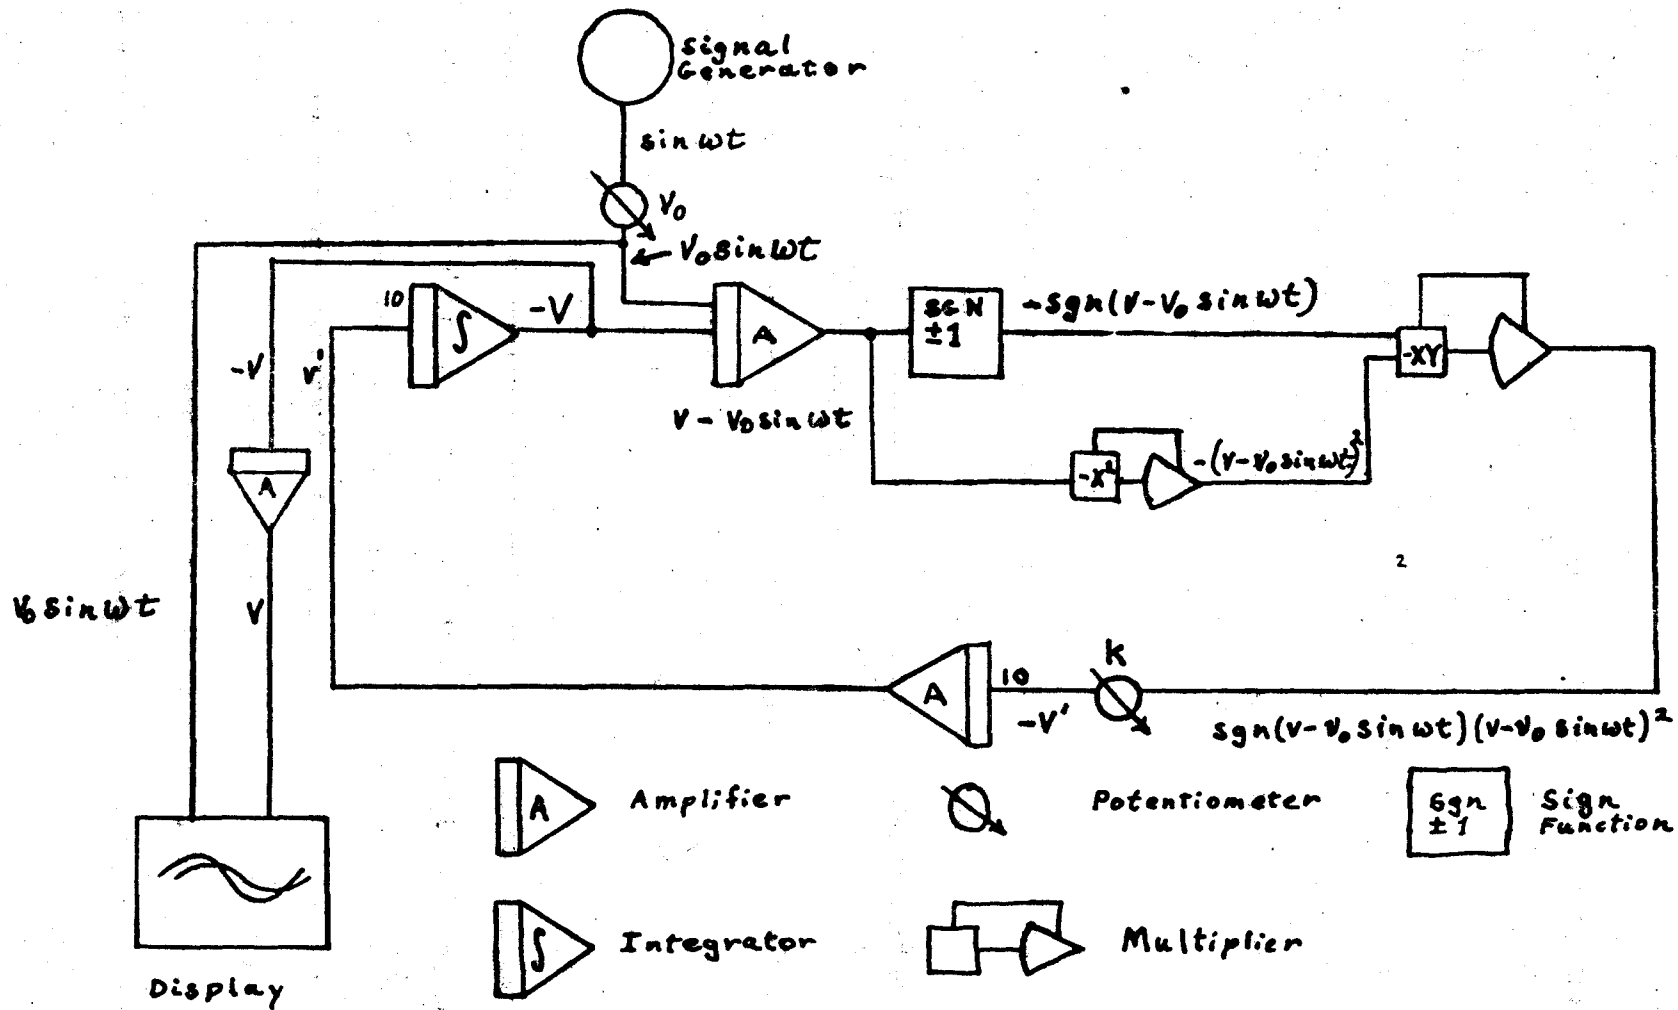 Signal
Generator
sin ωt
V₀
V₀ sin ωt
10
∫
-V
A
SGN
±1
-sgn(V-V₀ sin ωt)
-XY
-V
V'
V - V₀ sin ωt
-X²
-(V-V₀ sin ωt)²
A
2
V₀ sin ωt
V
K
A
10
-V'
sgn(V-V₀ sin ωt)(V-V₀ sin ωt)²
A
Amplifier
Potentiometer
Sgn
±1
Sign
Function
∫
Integrator
Multiplier
Display